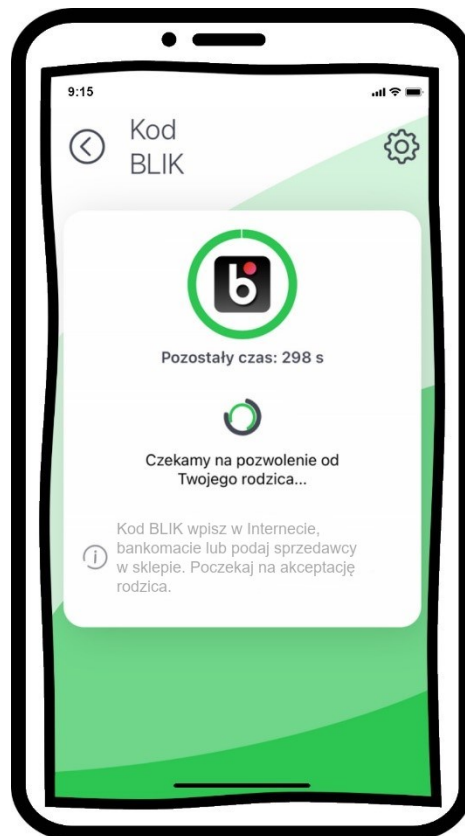 9:15
Kod
BLIK
b
Pozostały czas: 298 s
Czekamy na pozwolenie od
Twojego rodzica...
Kod BLIK wpisz w Internecie,
bankomacie lub podaj sprzedawcy
w sklepie. Poczekaj na akceptację
rodzica.